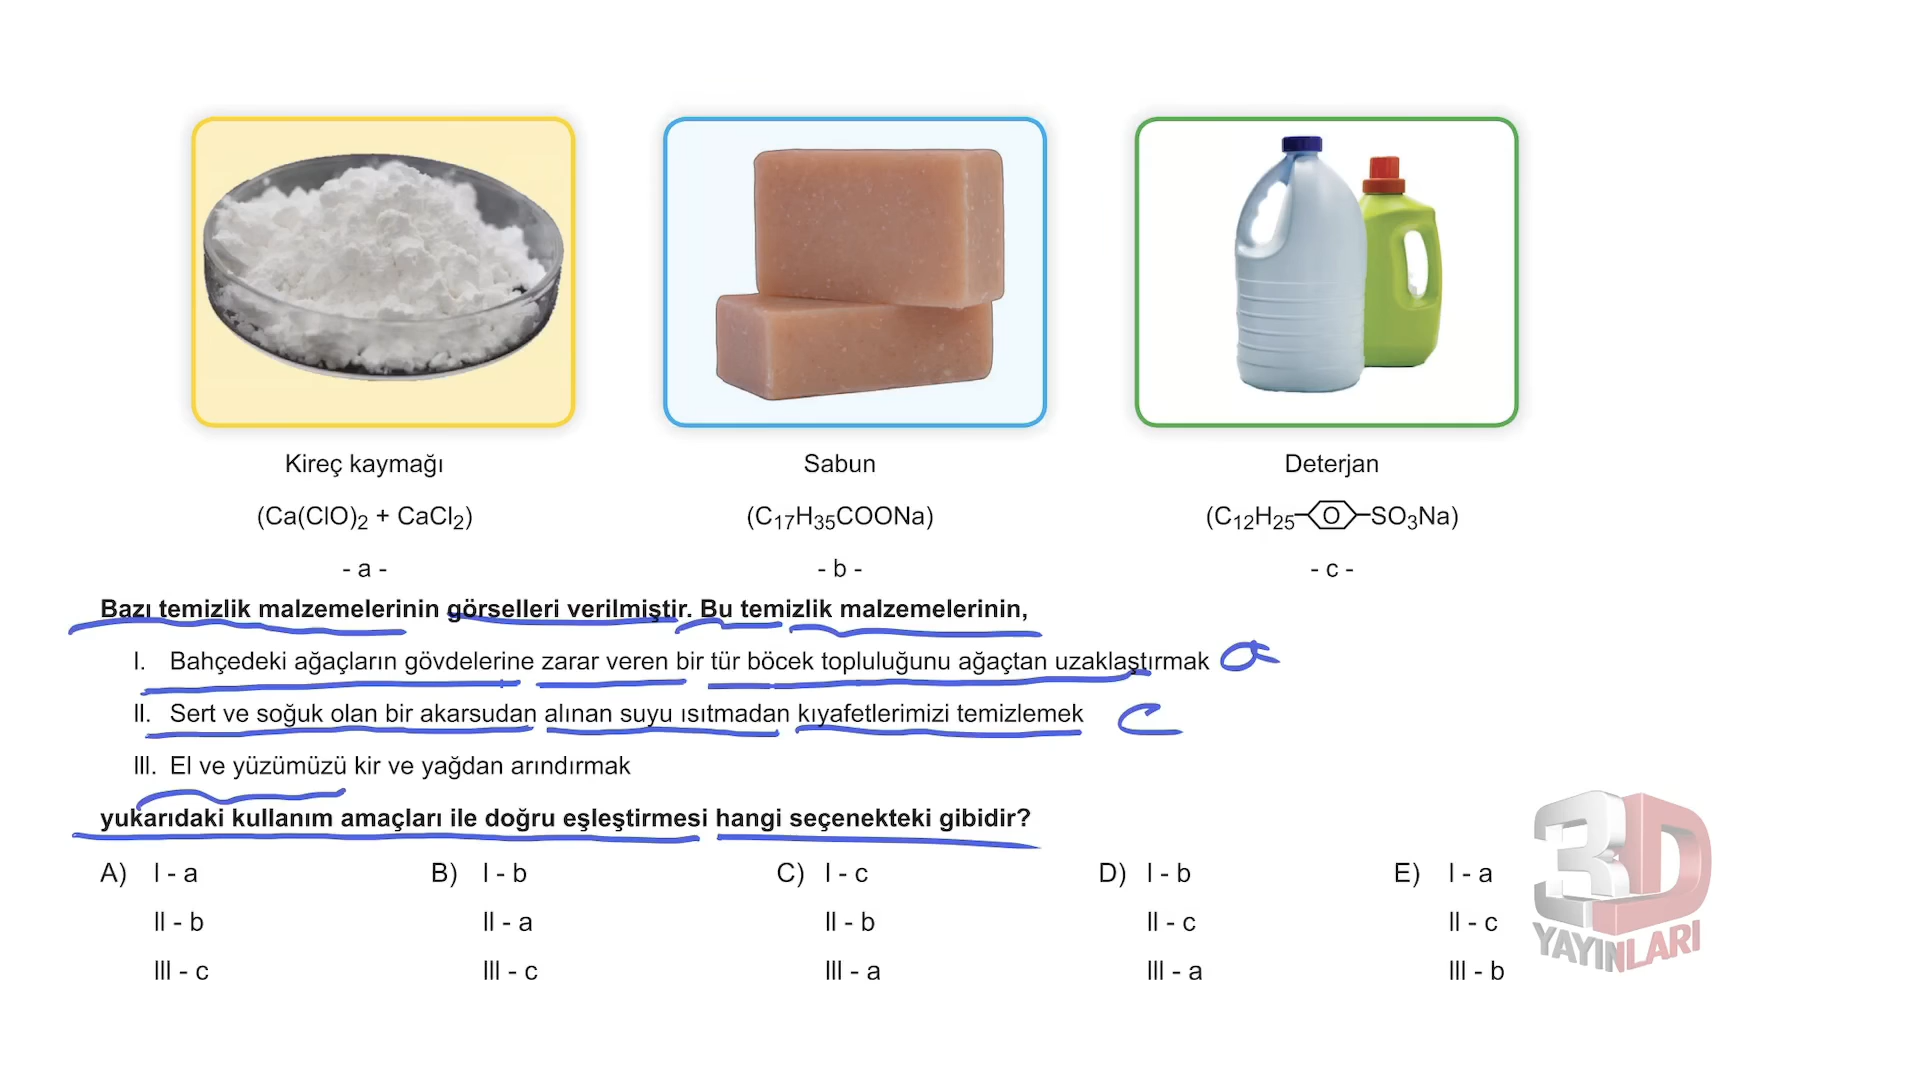 Kireç kaymağı Sabun Deterjan
(Ca(ClO)2 + CaCl2) (C17H35COONa) (C12H25-O-SO3Na)
- a - - b - - c -
Bazı temizlik malzemelerinin görselleri verilmiştir. Bu temizlik malzemelerinin,
I. Bahçedeki ağaçların gövdelerine zarar veren bir tür böcek topluluğunu ağaçtan uzaklaştırmak a
II. Sert ve soğuk olan bir akarsudan alınan suyu ısıtmadan kıyafetlerimizi temizlemek c
III. El ve yüzümüzü kir ve yağdan arındırmak
yukarıdaki kullanım amaçları ile doğru eşleştirmesi hangi seçenekteki gibidir?
A) I - a B) I - b C) I - c D) I - b E) I - a
II - b II - a II - b II - c II - c
III - c III - c III - a III - a III - b
3D
YAYINLARI